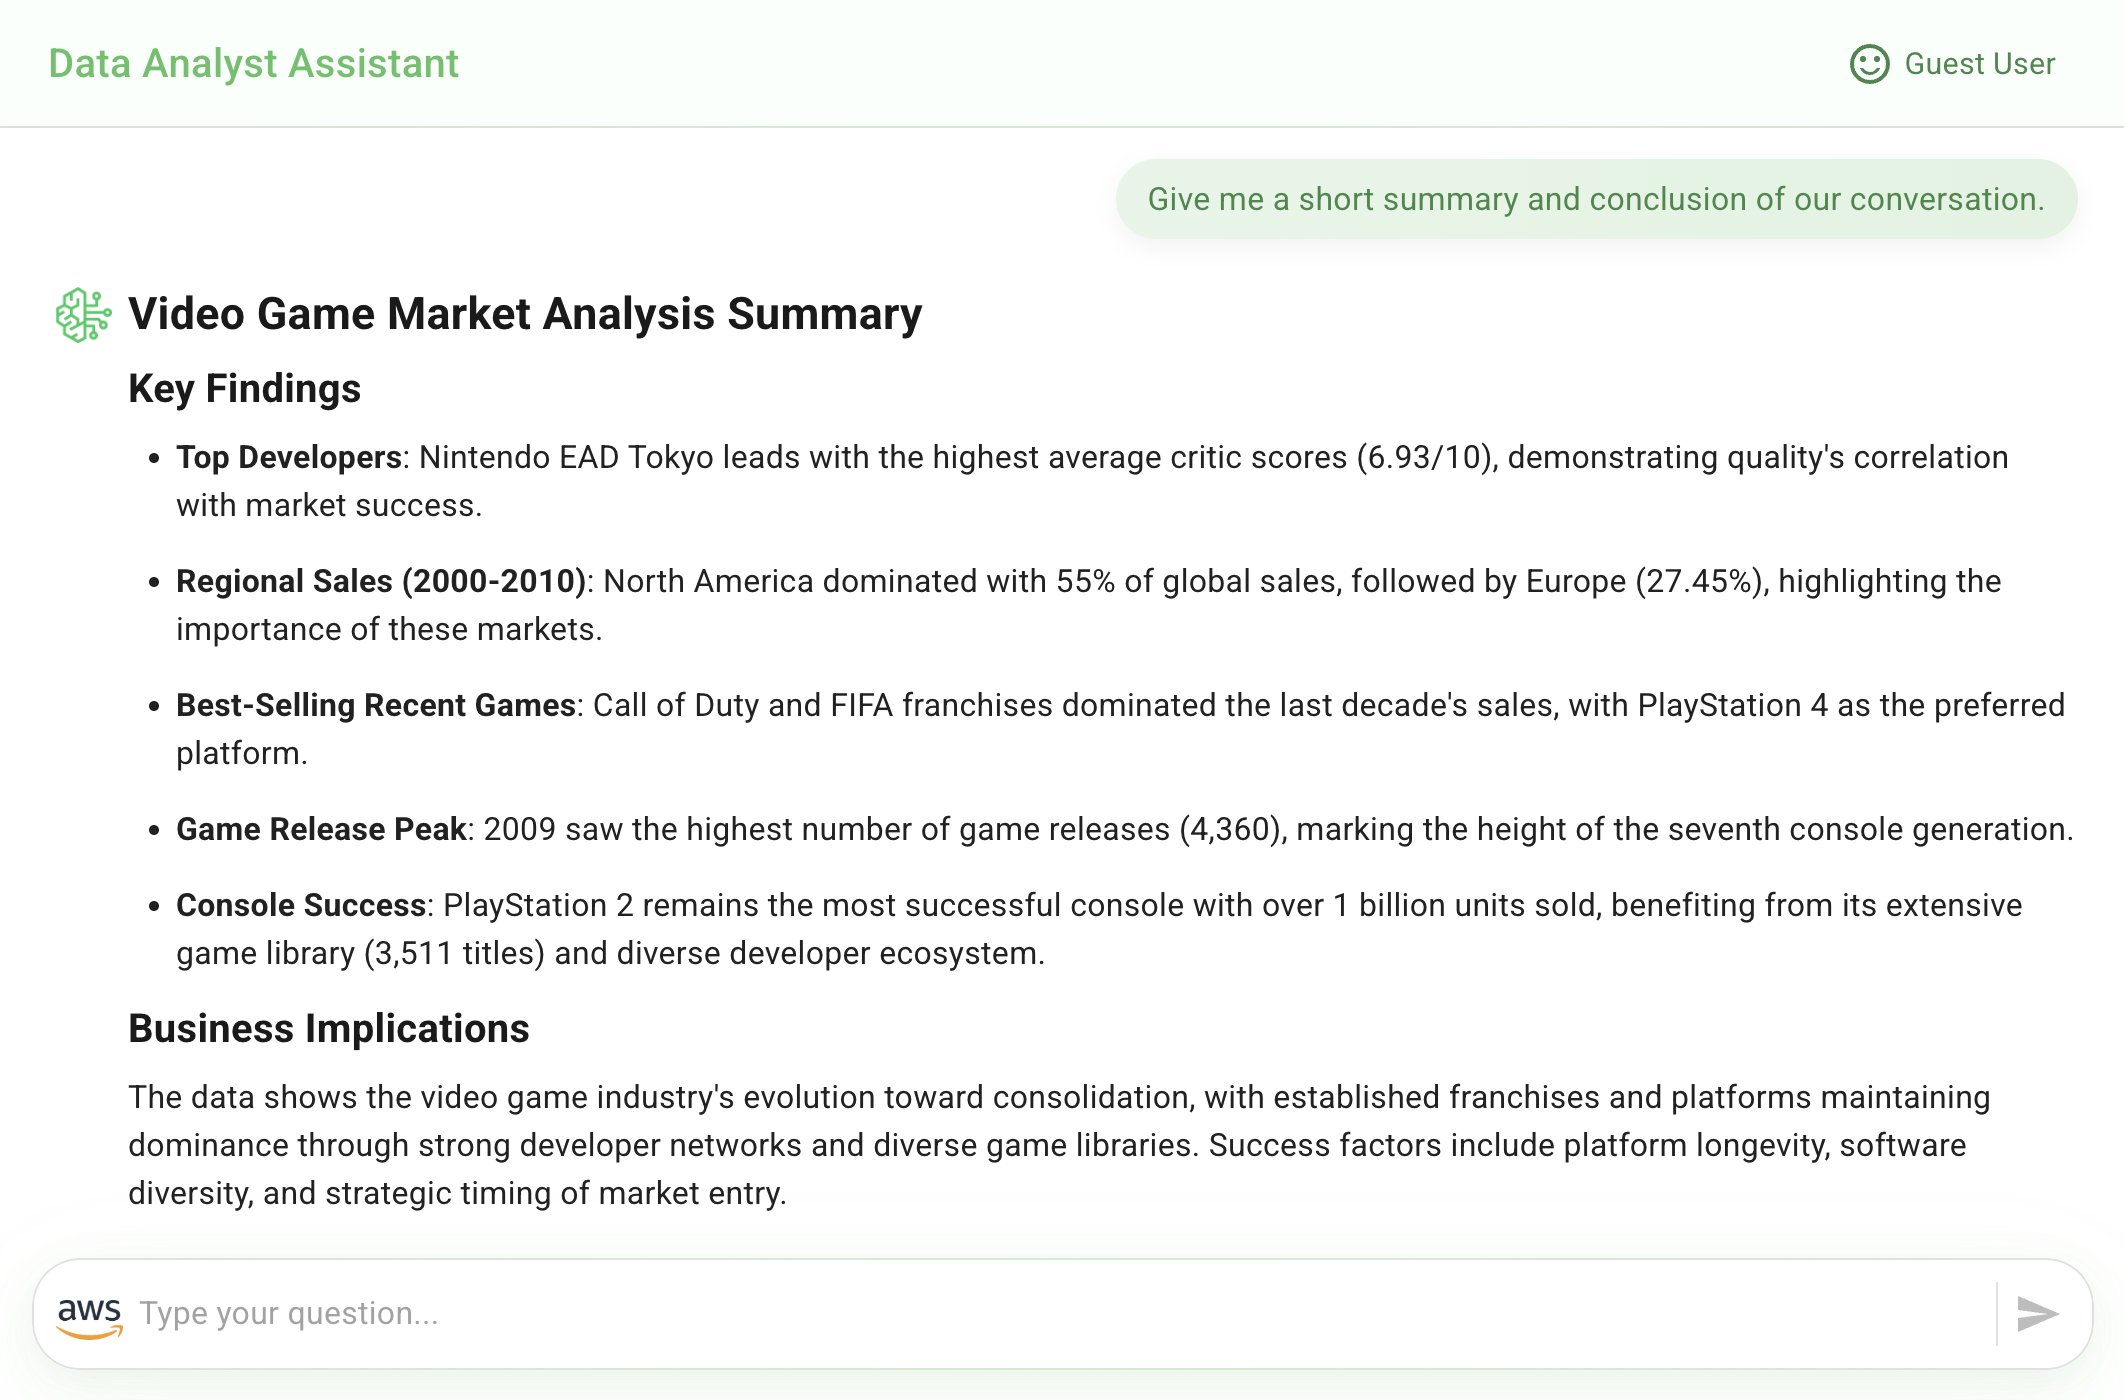 Data Analyst Assistant
Guest User
Give me a short summary and conclusion of our conversation.
Video Game Market Analysis Summary
Key Findings
• Top Developers: Nintendo EAD Tokyo leads with the highest average critic scores (6.93/10), demonstrating quality's correlation
with market success.
• Regional Sales (2000-2010): North America dominated with 55% of global sales, followed by Europe (27.45%), highlighting the
importance of these markets.
• Best-Selling Recent Games: Call of Duty and FIFA franchises dominated the last decade's sales, with PlayStation 4 as the preferred
platform.
• Game Release Peak: 2009 saw the highest number of game releases (4,360), marking the height of the seventh console generation.
• Console Success: PlayStation 2 remains the most successful console with over 1 billion units sold, benefiting from its extensive
game library (3,511 titles) and diverse developer ecosystem.
Business Implications
The data shows the video game industry's evolution toward consolidation, with established franchises and platforms maintaining
dominance through strong developer networks and diverse game libraries. Success factors include platform longevity, software
diversity, and strategic timing of market entry.
aws Type your question...